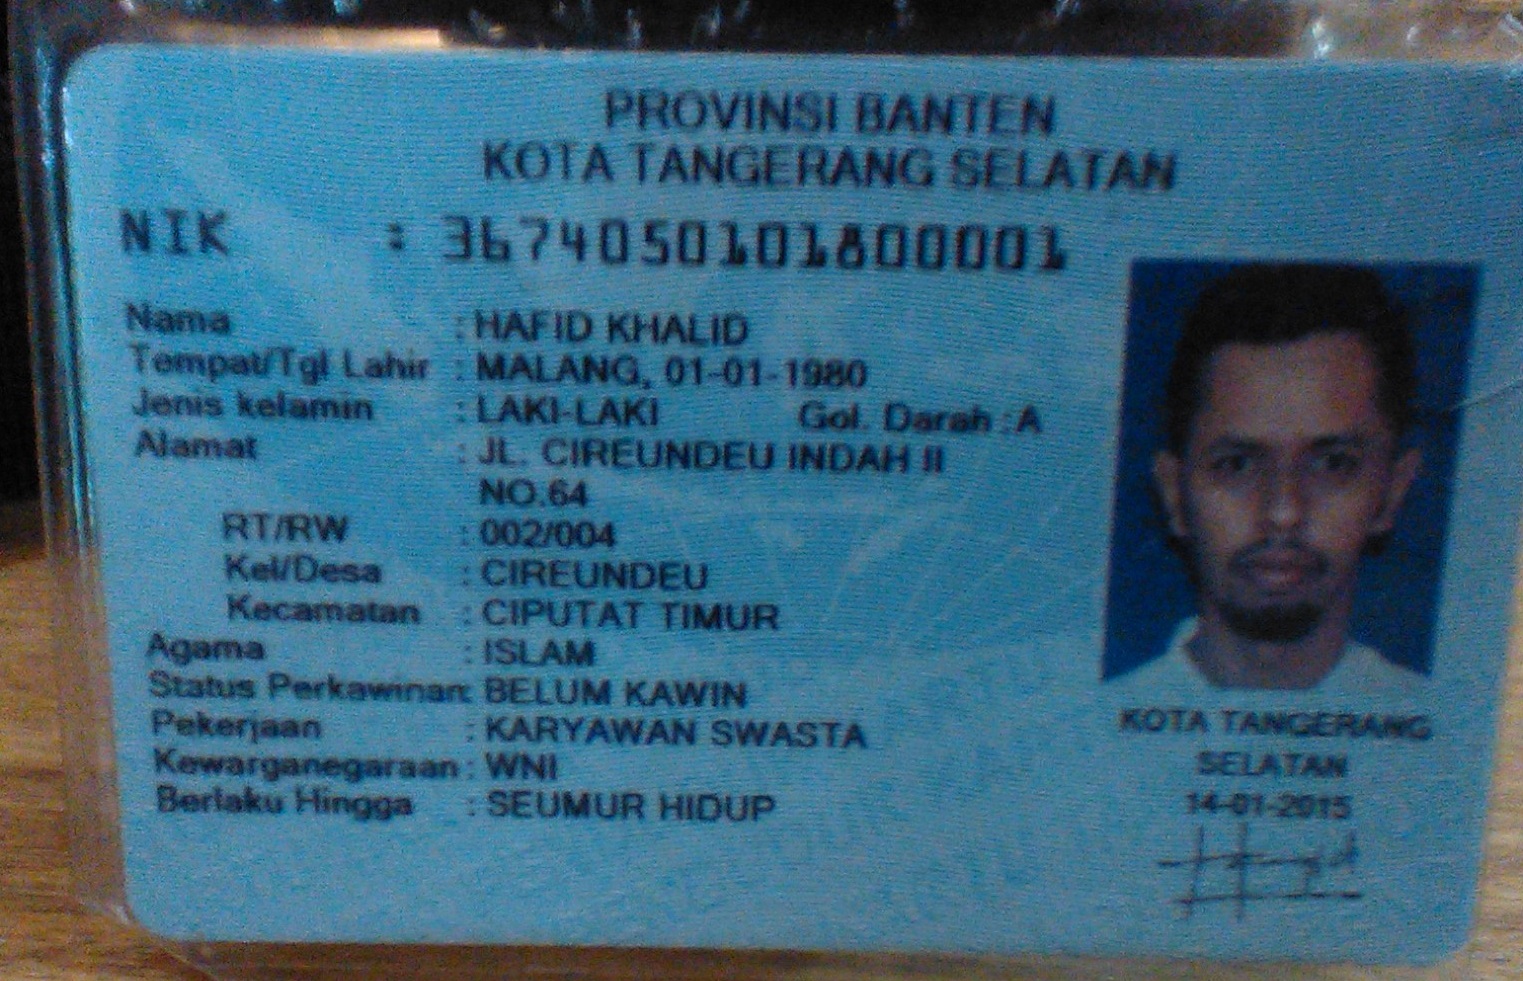 PROVINSI BANTEN
KOTA TANGERANG SELATAN
NIK : 3674050101800001
Nama : HAFID KHALID
Tempat/Tgl Lahir : MALANG, 01-01-1980
Jenis kelamin : LAKI-LAKI Gol. Darah : A
Alamat : JL. CIREUNDEU INDAH II
NO.64
RT/RW : 002/004
Kel/Desa : CIREUNDEU
Kecamatan : CIPUTAT TIMUR
Agama : ISLAM
Status Perkawinan: BELUM KAWIN
Pekerjaan : KARYAWAN SWASTA
Kewarganegaraan : WNI
Berlaku Hingga : SEUMUR HIDUP
KOTA TANGERANG
SELATAN
14-01-2015